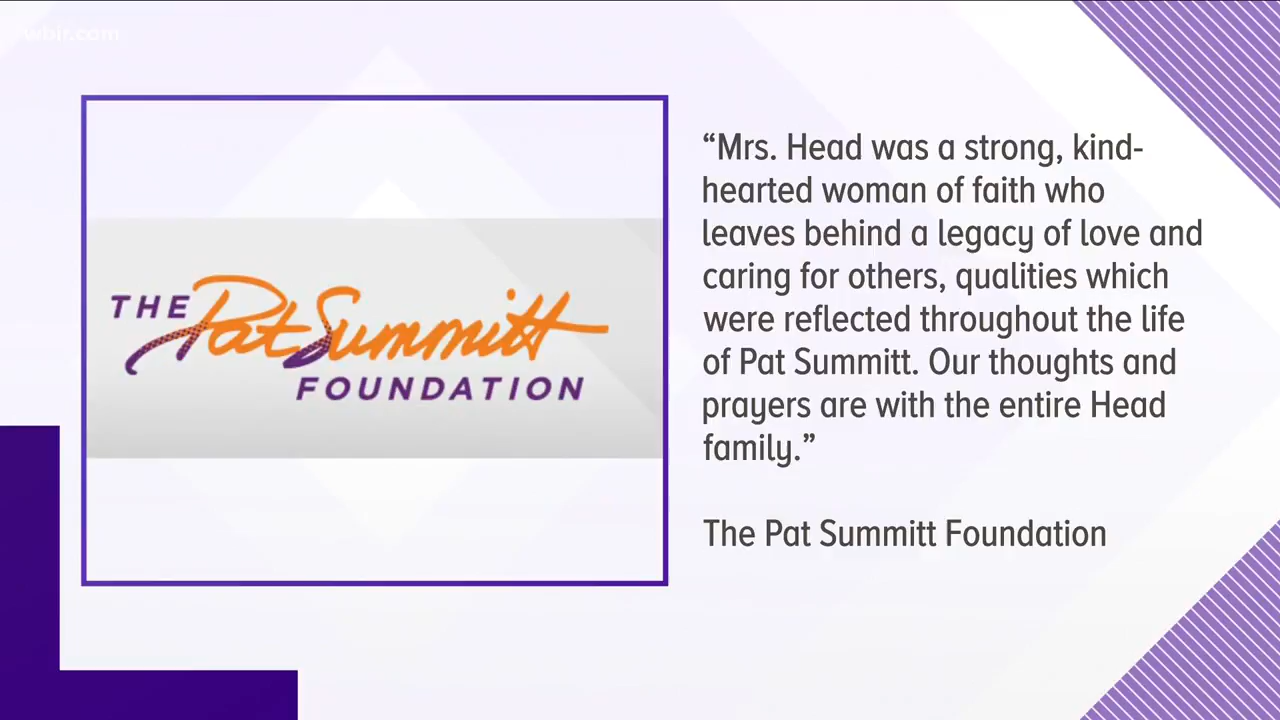 wbir.com
THE
Pat Summitt
FOUNDATION
“Mrs. Head was a strong, kind-
hearted woman of faith who
leaves behind a legacy of love and
caring for others, qualities which
were reflected throughout the life
of Pat Summitt. Our thoughts and
prayers are with the entire Head
family.”
The Pat Summitt Foundation